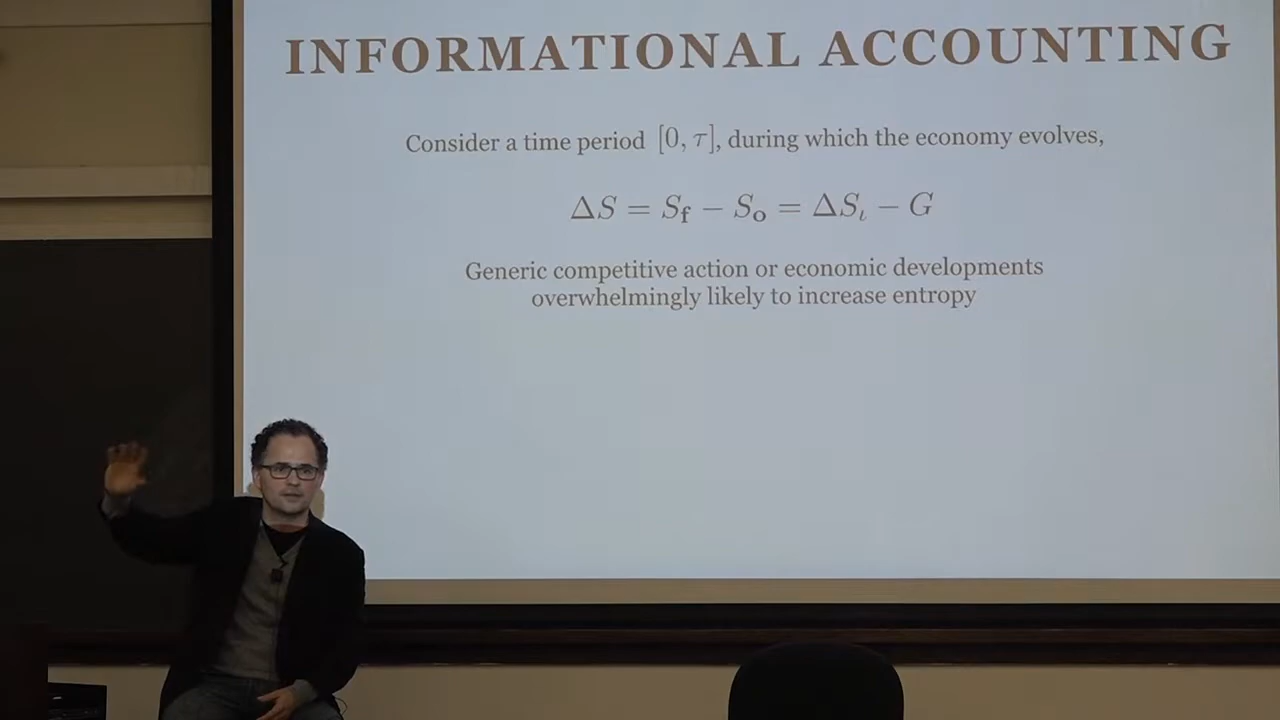 INFORMATIONAL ACCOUNTING
Consider a time period [0, τ], during which the economy evolves,
ΔS = S_f − S_o = ΔS_ι − G
Generic competitive action or economic developments
overwhelmingly likely to increase entropy